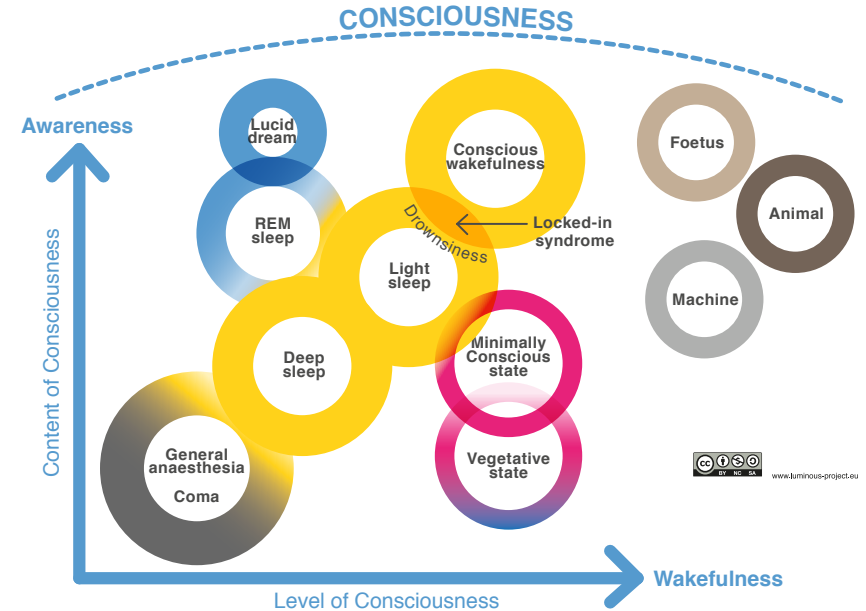 CONSCIOUSNESS
Awareness
Content of Consciousness
Lucid
dream
REM
sleep
Conscious
wakefulness
Drownsiness
Locked-in
syndrome
Light
sleep
Deep
sleep
Minimally
Conscious
state
Vegetative
state
General
anaesthesia
Coma
Foetus
Animal
Machine
cc
BY NC SA
www.luminous-project.eu
Wakefulness
Level of Consciousness